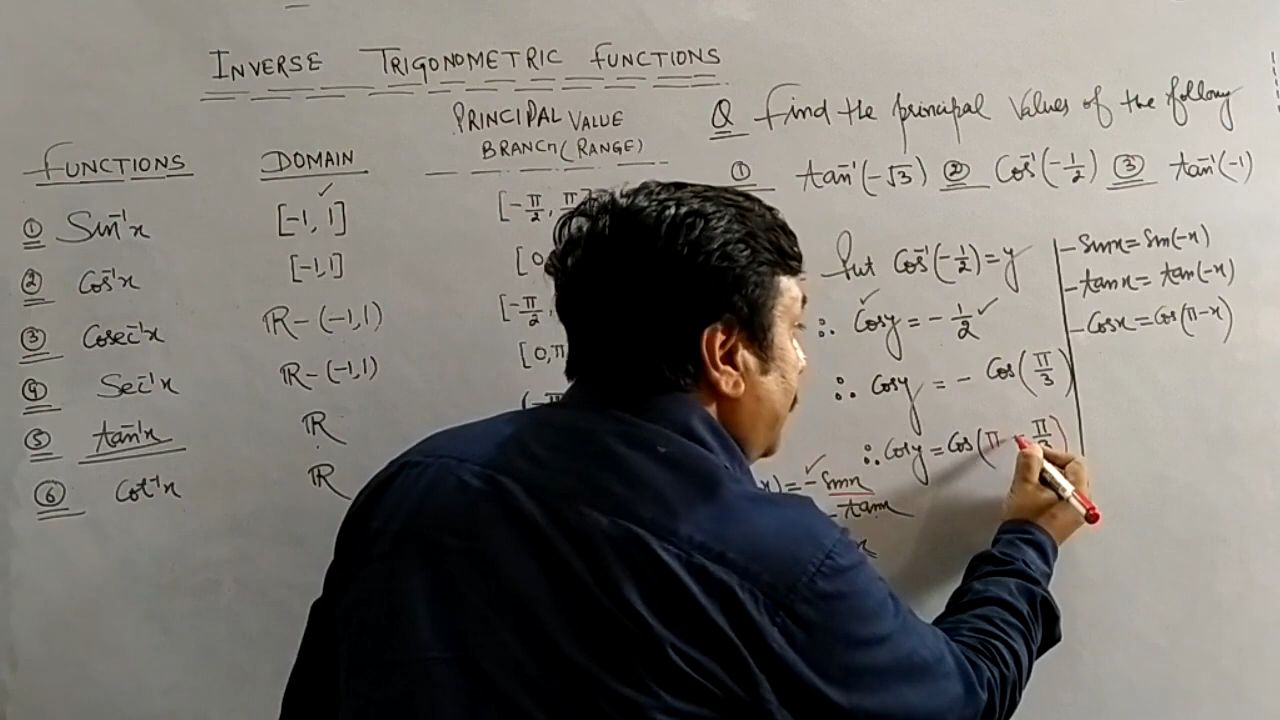 INVERSE TRIGONOMETRIC FUNCTIONS
FUNCTIONS DOMAIN PRINCIPAL VALUE
BRANCH (RANGE)
① Sin⁻¹x [-1, 1] [-π/2, π
② Cos⁻¹x [-1,1] [0,
③ Cosec⁻¹x R-(-1,1) [-π/2,
④ Sec⁻¹x R-(-1,1) [0,π
⑤ tan⁻¹x R (-π
⑥ Cot⁻¹x R
Q Find the principal Values of the following
① tan⁻¹(-√3) ② Cos⁻¹(-1/2) ③ tan⁻¹(-1)
Put Cos⁻¹(-1/2)=y
∴ Cosy = -1/2
∴ Cosy = - Cos(π/3)
∴ Cosy = Cos(π - π/3)
x) = -sinx
-tanx
x
-sinx = Sin(-x)
-tanx = tan(-x)
-Cosx = Cos(π-x)